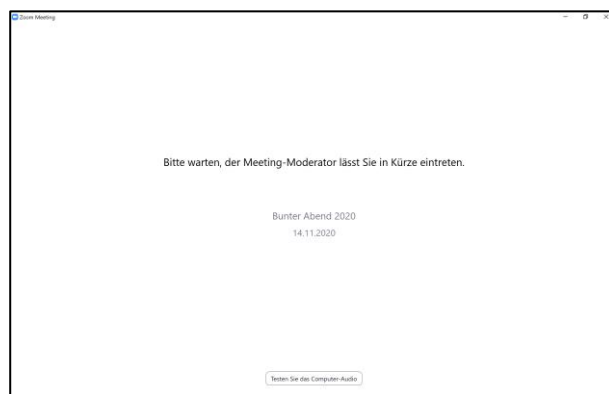 Zoom Meeting
Bitte warten, der Meeting-Moderator lässt Sie in Kürze eintreten.
Bunter Abend 2020
14.11.2020
Testen Sie das Computer-Audio